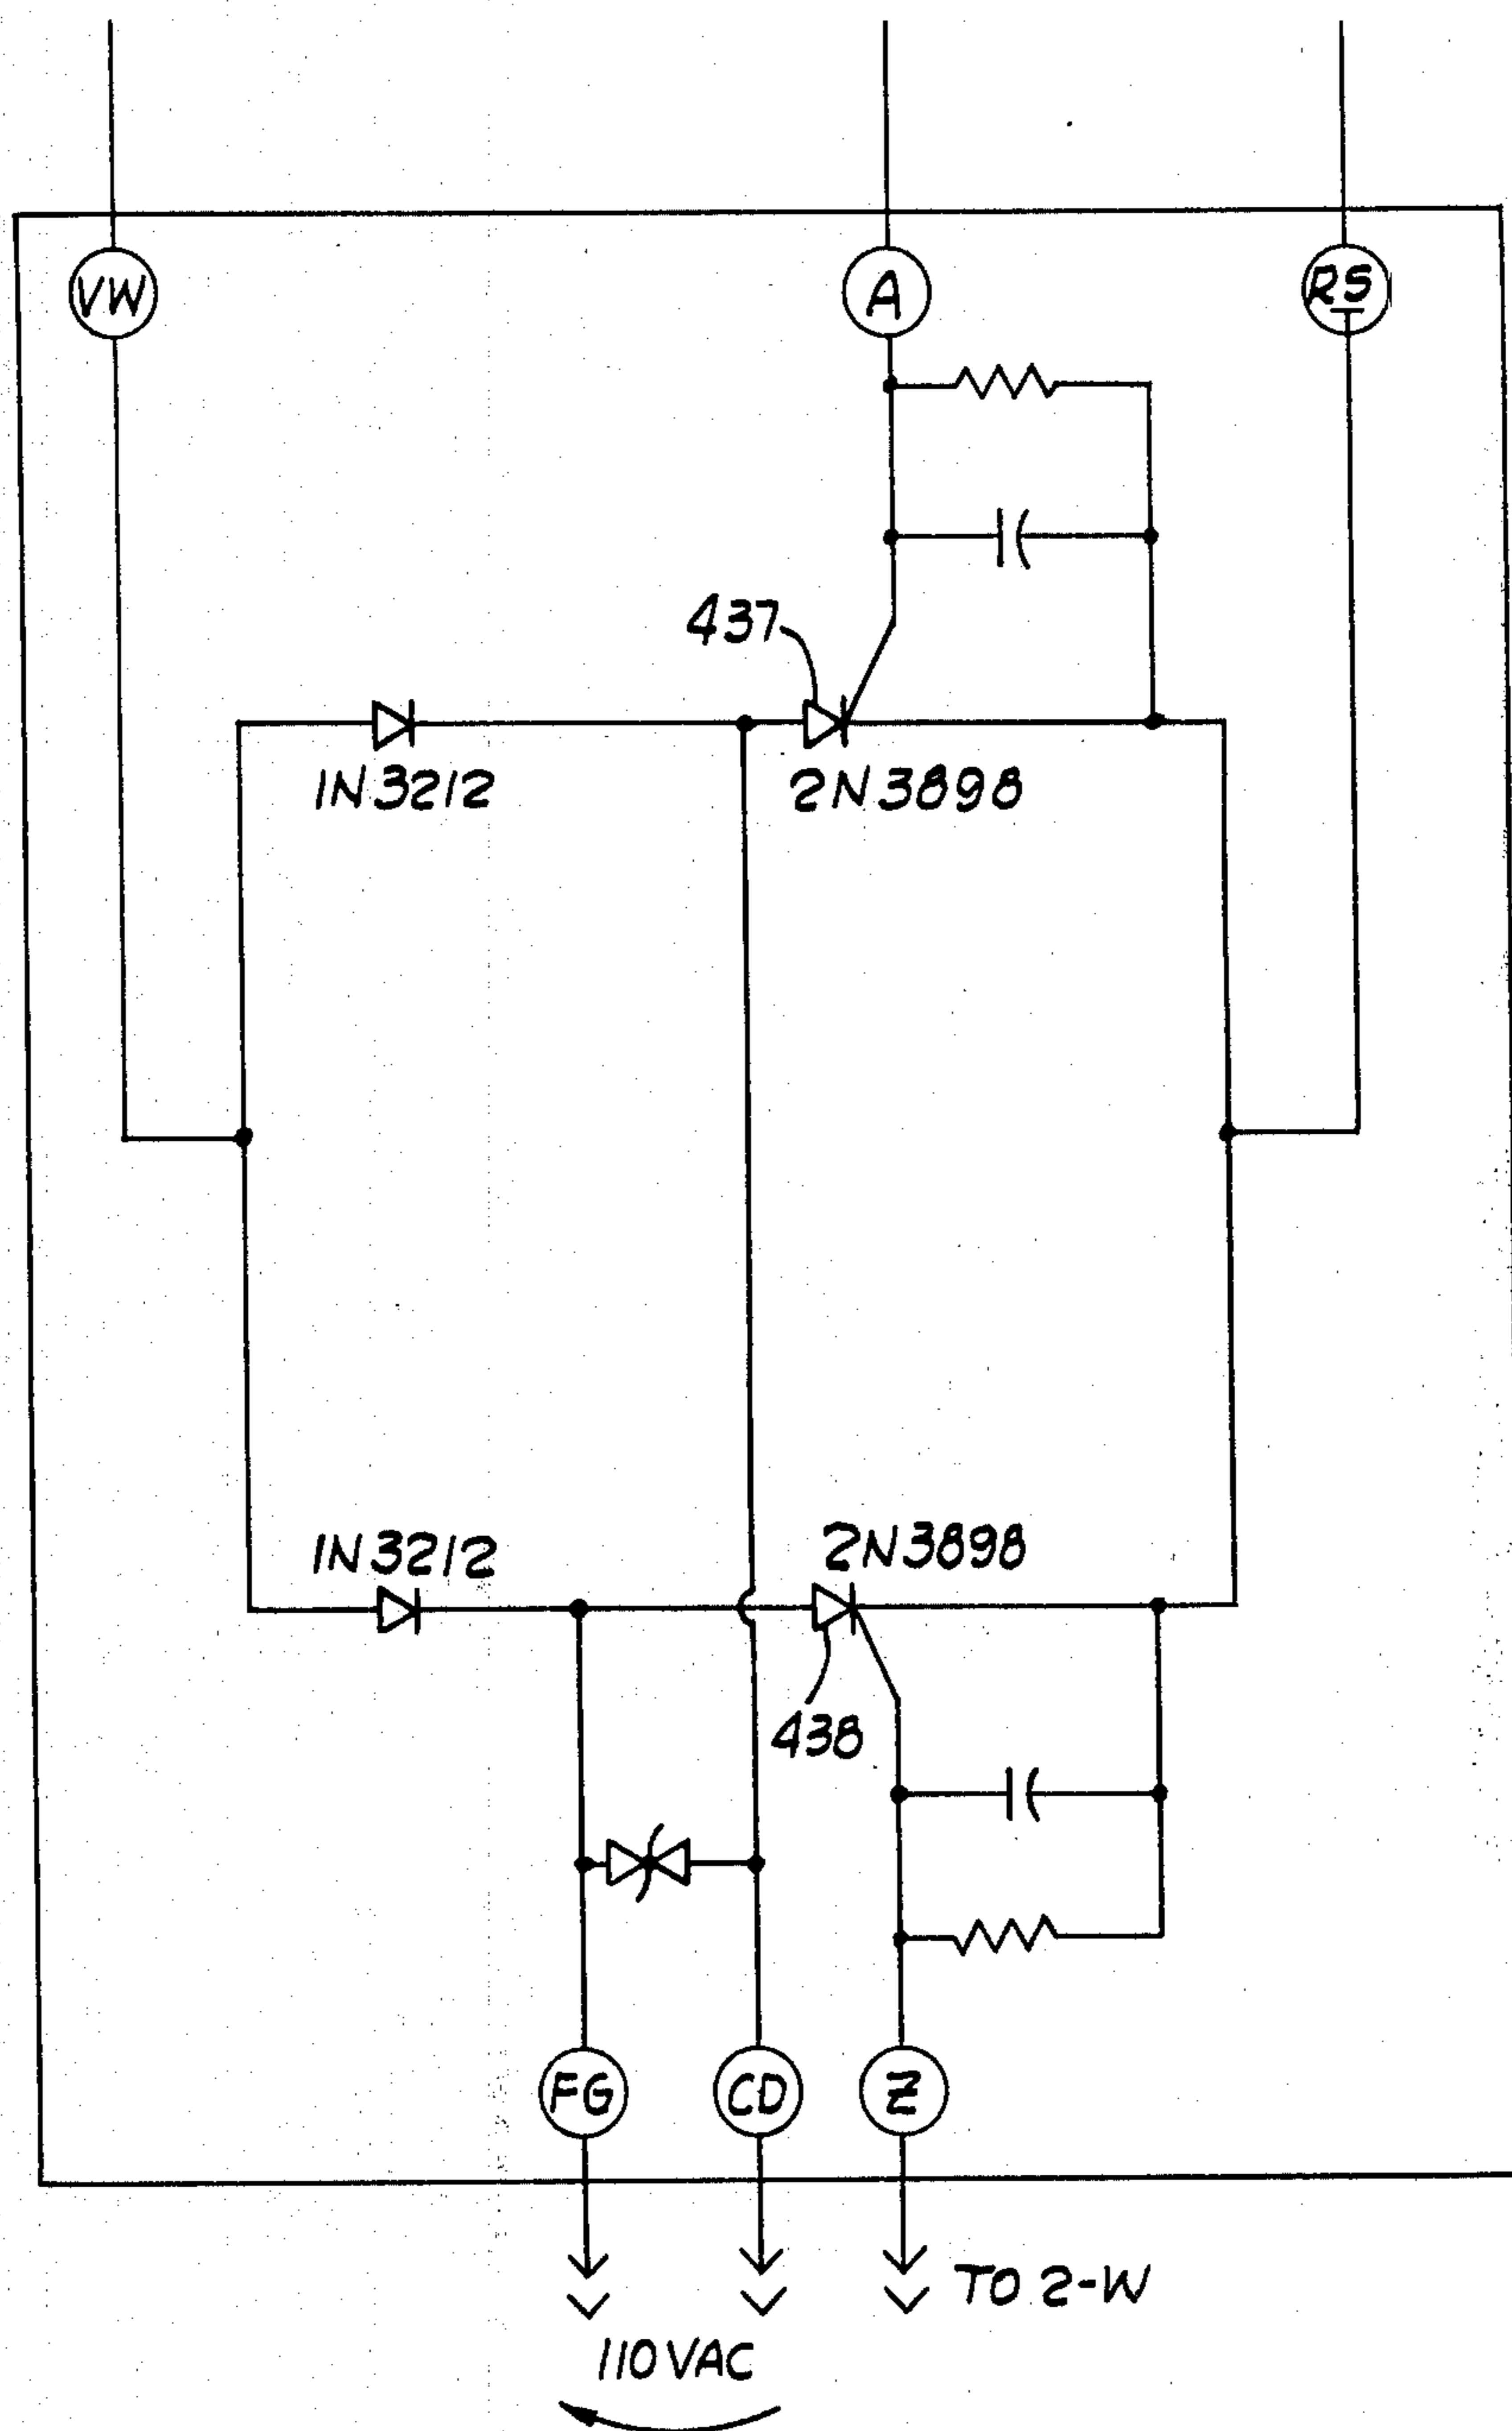 VW
A
RS
437
1N3212
2N3898
1N3212
2N3898
438
FG
CD
Z
TO 2-W
110VAC